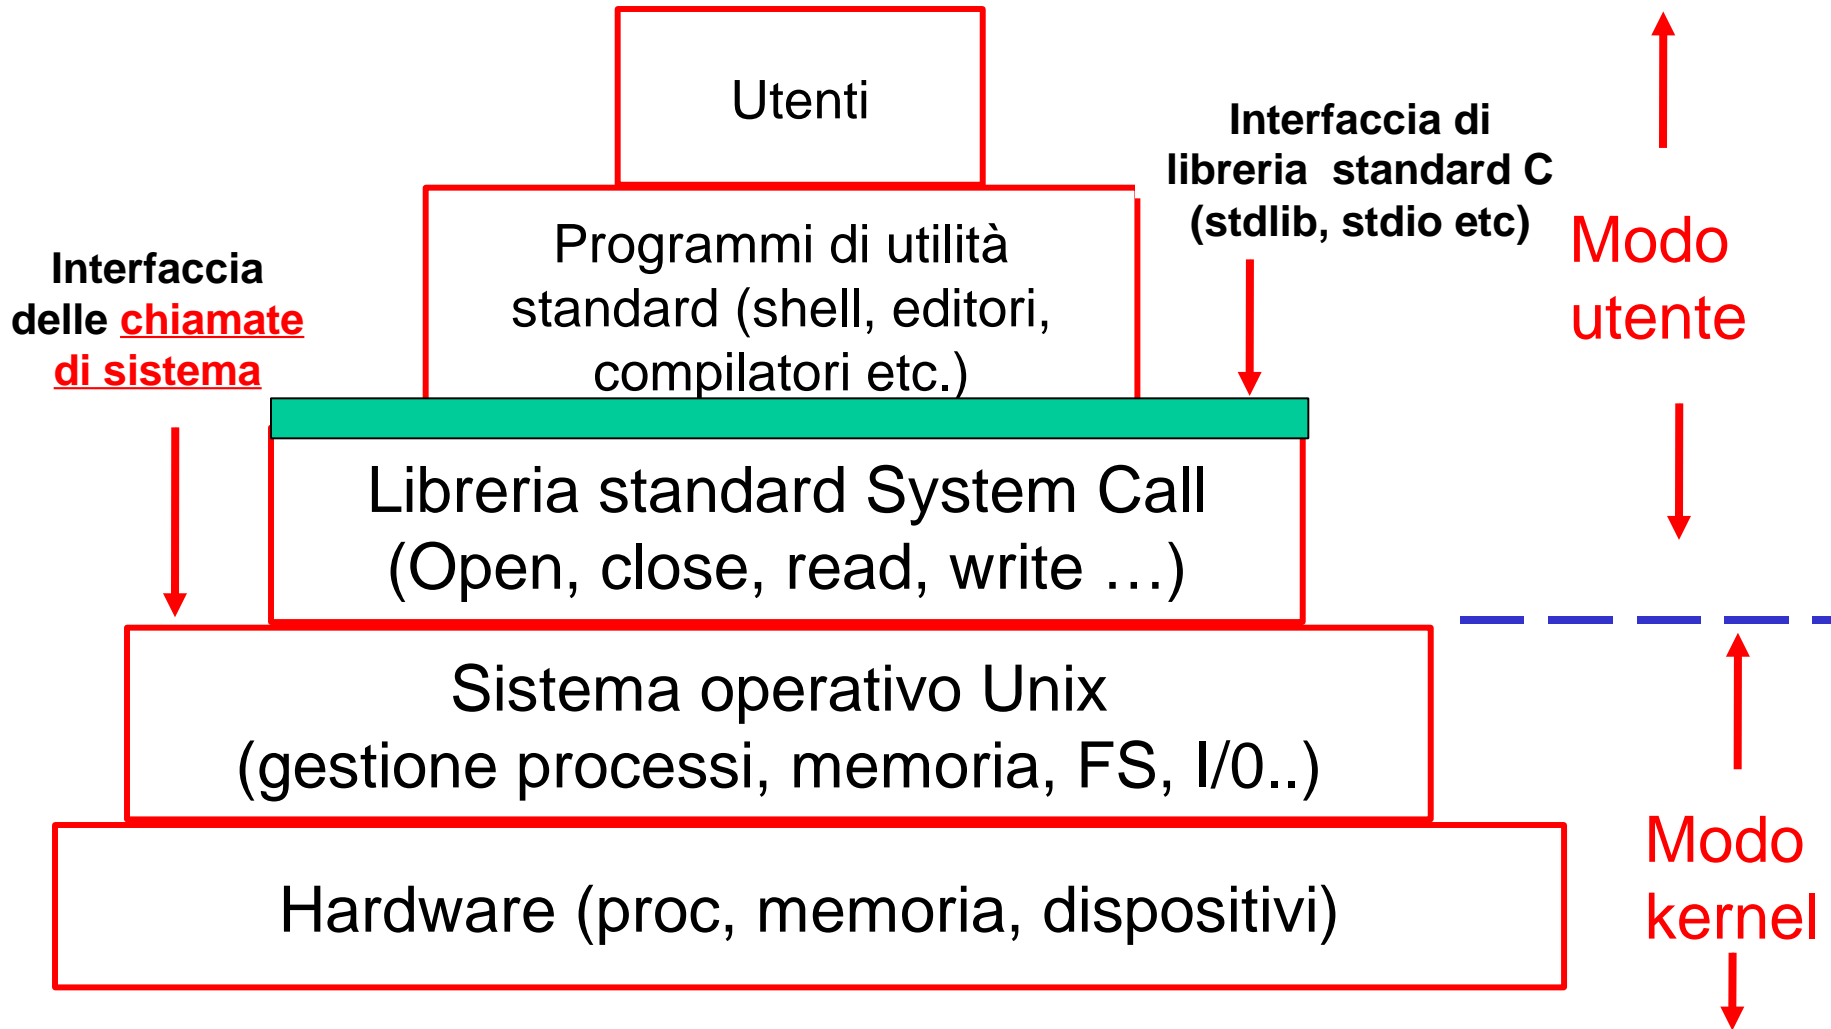 Utenti
Interfaccia di
libreria standard C
(stdlib, stdio etc)
Modo
utente
Programmi di utilità
standard (shell, editori,
compilatori etc.)
Interfaccia
delle chiamate
di sistema
Libreria standard System Call
(Open, close, read, write …)
Sistema operativo Unix
(gestione processi, memoria, FS, I/0..)
Modo
kernel
Hardware (proc, memoria, dispositivi)